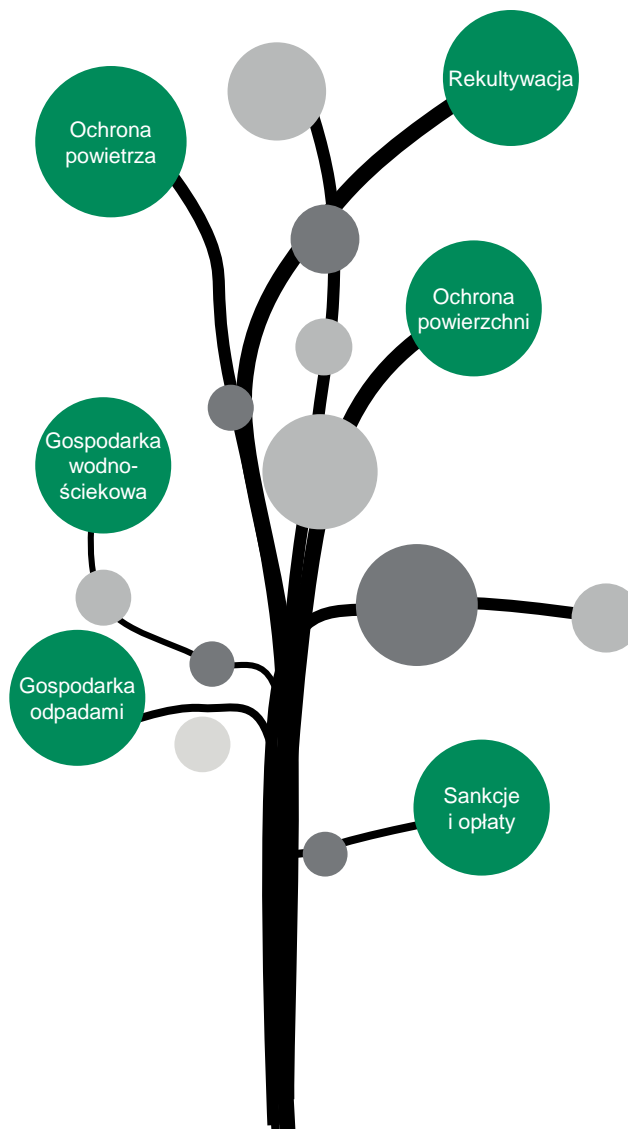 Rekultywacja
Ochrona
powietrza
Ochrona
powierzchni
Gospodarka
wodno-
ściekowa
Gospodarka
odpadami
Sankcje
i opłaty